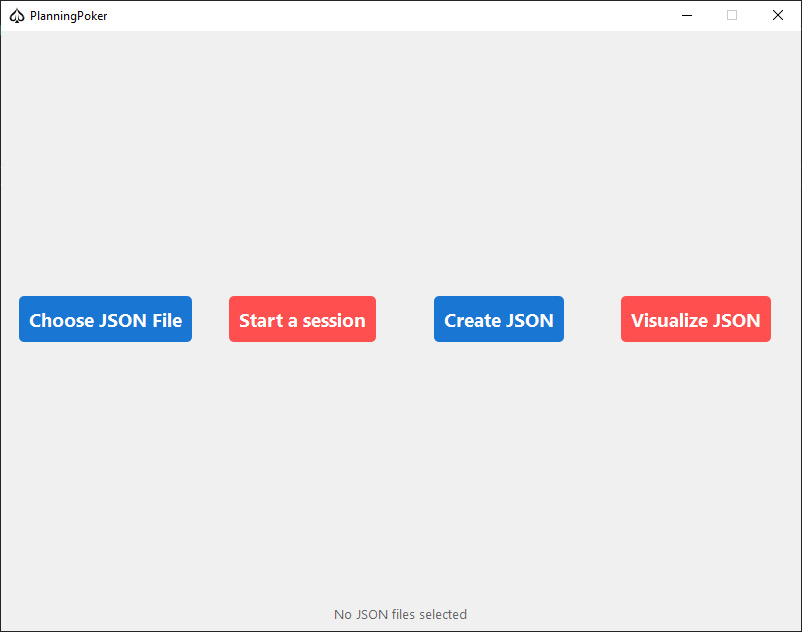 PlanningPoker
Choose JSON File
Start a session
Create JSON
Visualize JSON
No JSON files selected